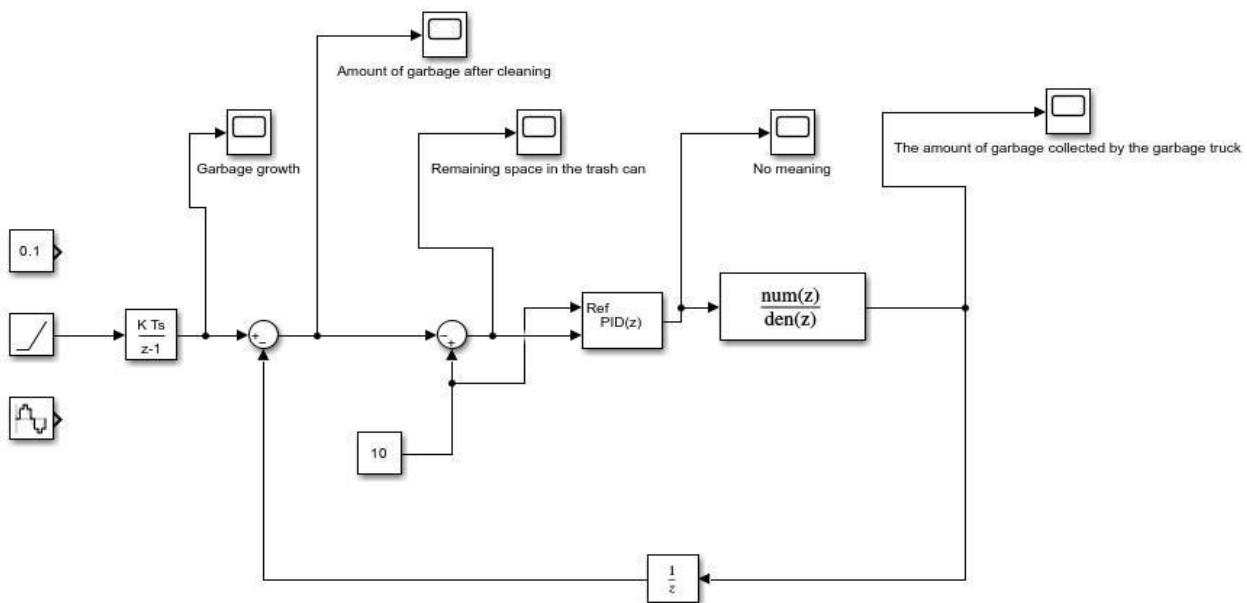 Amount of garbage after cleaning
Garbage growth
Remaining space in the trash can
No meaning
The amount of garbage collected by the garbage truck
0.1
K Ts
z-1
+
−
−
+
Ref
PID(z)
num(z)
den(z)
10
1
z